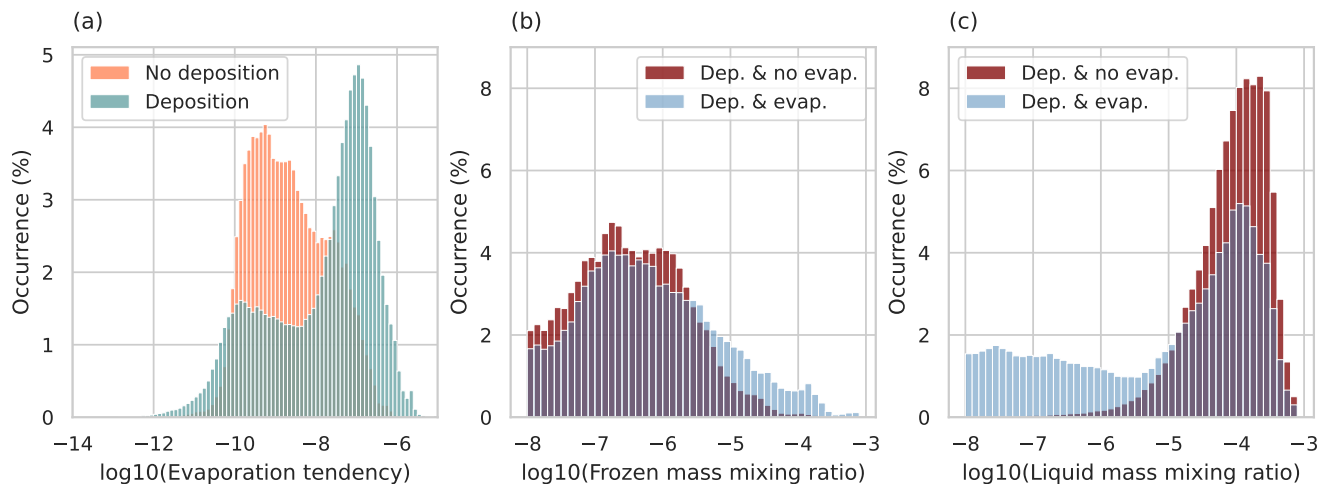 (a)
Occurrence (%)
5
4
3
2
1
0
No deposition
Deposition
−14
−12
−10
−8
−6
log10(Evaporation tendency)
(b)
Occurrence (%)
8
6
4
2
0
Dep. & no evap.
Dep. & evap.
−8
−7
−6
−5
−4
−3
log10(Frozen mass mixing ratio)
(c)
Occurrence (%)
8
6
4
2
0
Dep. & no evap.
Dep. & evap.
−8
−7
−6
−5
−4
−3
log10(Liquid mass mixing ratio)